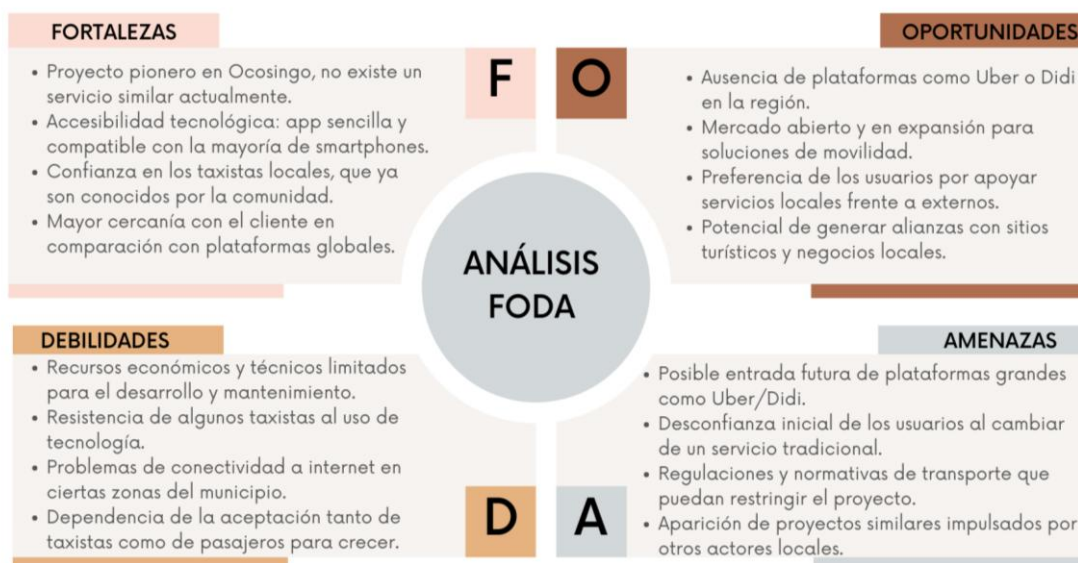 FORTALEZAS
• Proyecto pionero en Ocosingo, no existe un
servicio similar actualmente.
• Accesibilidad tecnológica: app sencilla y
compatible con la mayoría de smartphones.
• Confianza en los taxistas locales, que ya
son conocidos por la comunidad.
• Mayor cercanía con el cliente en
comparación con plataformas globales.
F
O
OPORTUNIDADES
• Ausencia de plataformas como Uber o Didi
en la región.
• Mercado abierto y en expansión para
soluciones de movilidad.
• Preferencia de los usuarios por apoyar
servicios locales frente a externos.
• Potencial de generar alianzas con sitios
turísticos y negocios locales.
ANÁLISIS
FODA
DEBILIDADES
• Recursos económicos y técnicos limitados
para el desarrollo y mantenimiento.
• Resistencia de algunos taxistas al uso de
tecnología.
• Problemas de conectividad a internet en
ciertas zonas del municipio.
• Dependencia de la aceptación tanto de
taxistas como de pasajeros para crecer.
D
A
AMENAZAS
• Posible entrada futura de plataformas grandes
como Uber/Didi.
• Desconfianza inicial de los usuarios al cambiar
de un servicio tradicional.
• Regulaciones y normativas de transporte que
puedan restringir el proyecto.
• Aparición de proyectos similares impulsados por
otros actores locales.